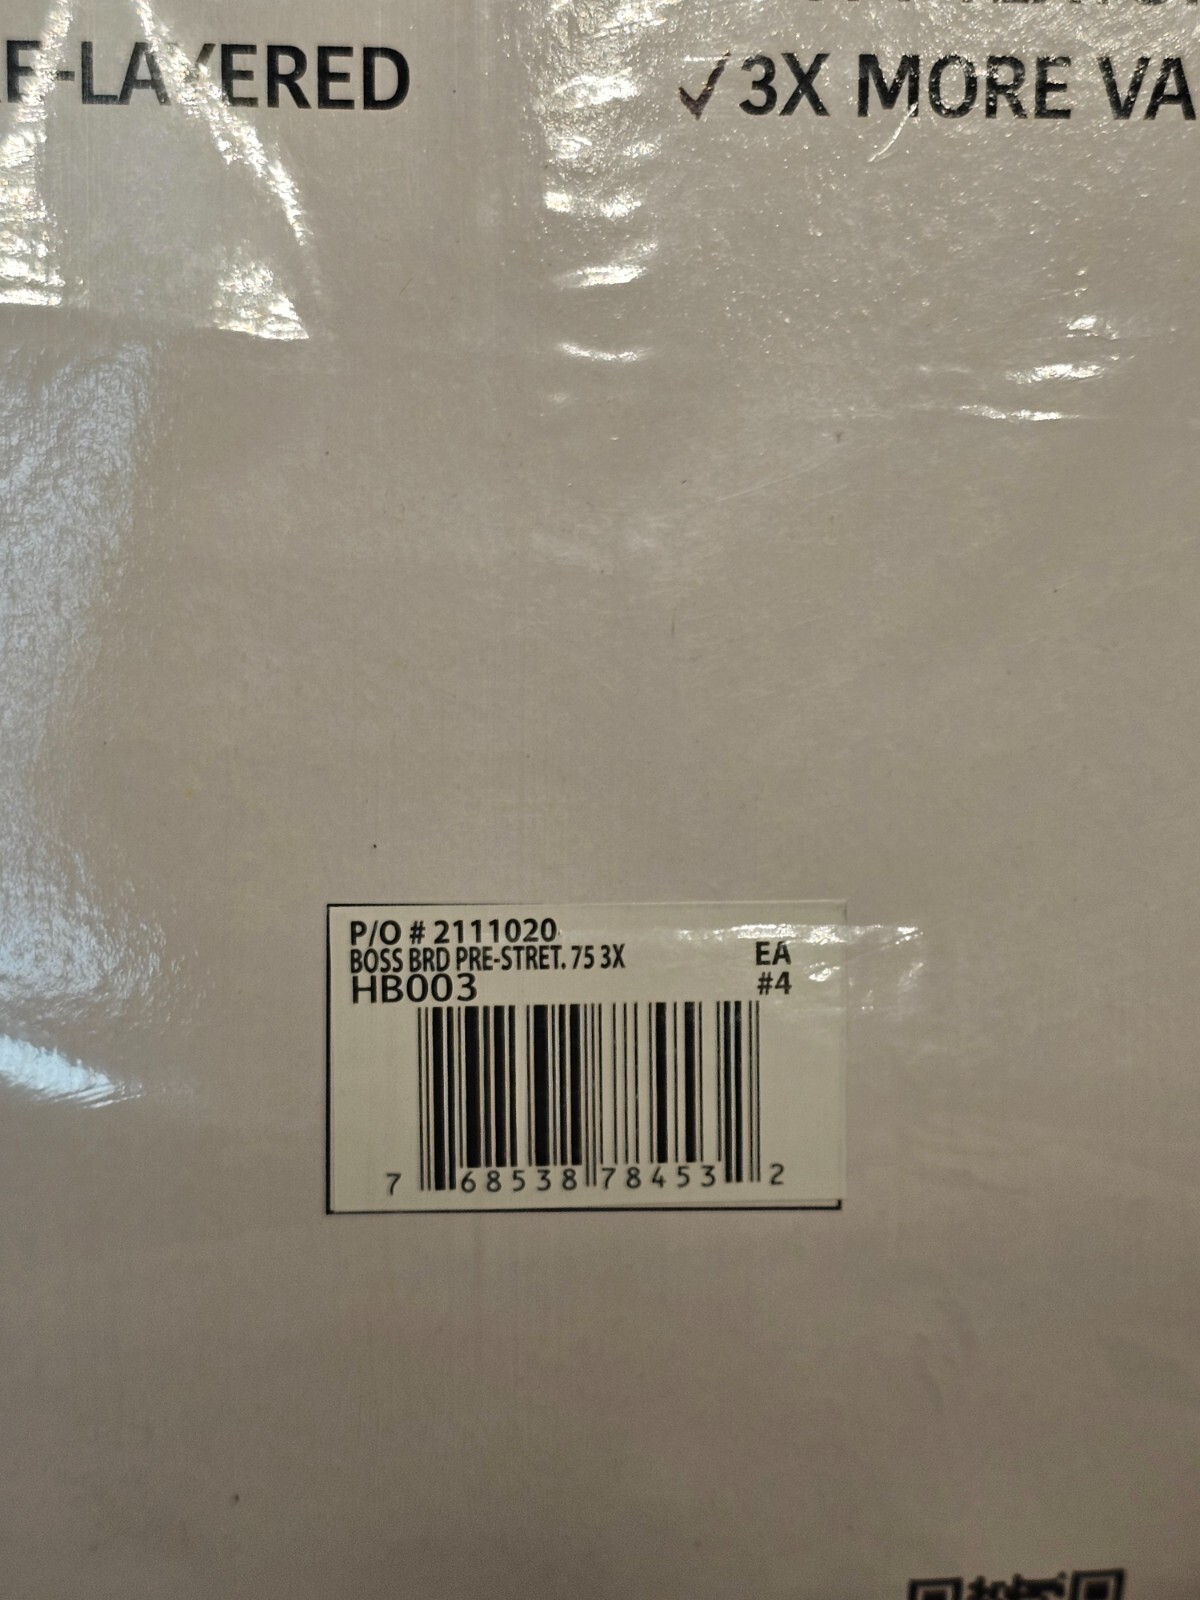 E-LAYERED
✓3X MORE VA
P/O # 2111020
BOSS BRD PRE-STRET. 75 3X
EA
HB003
#4
7 68538 78453 2